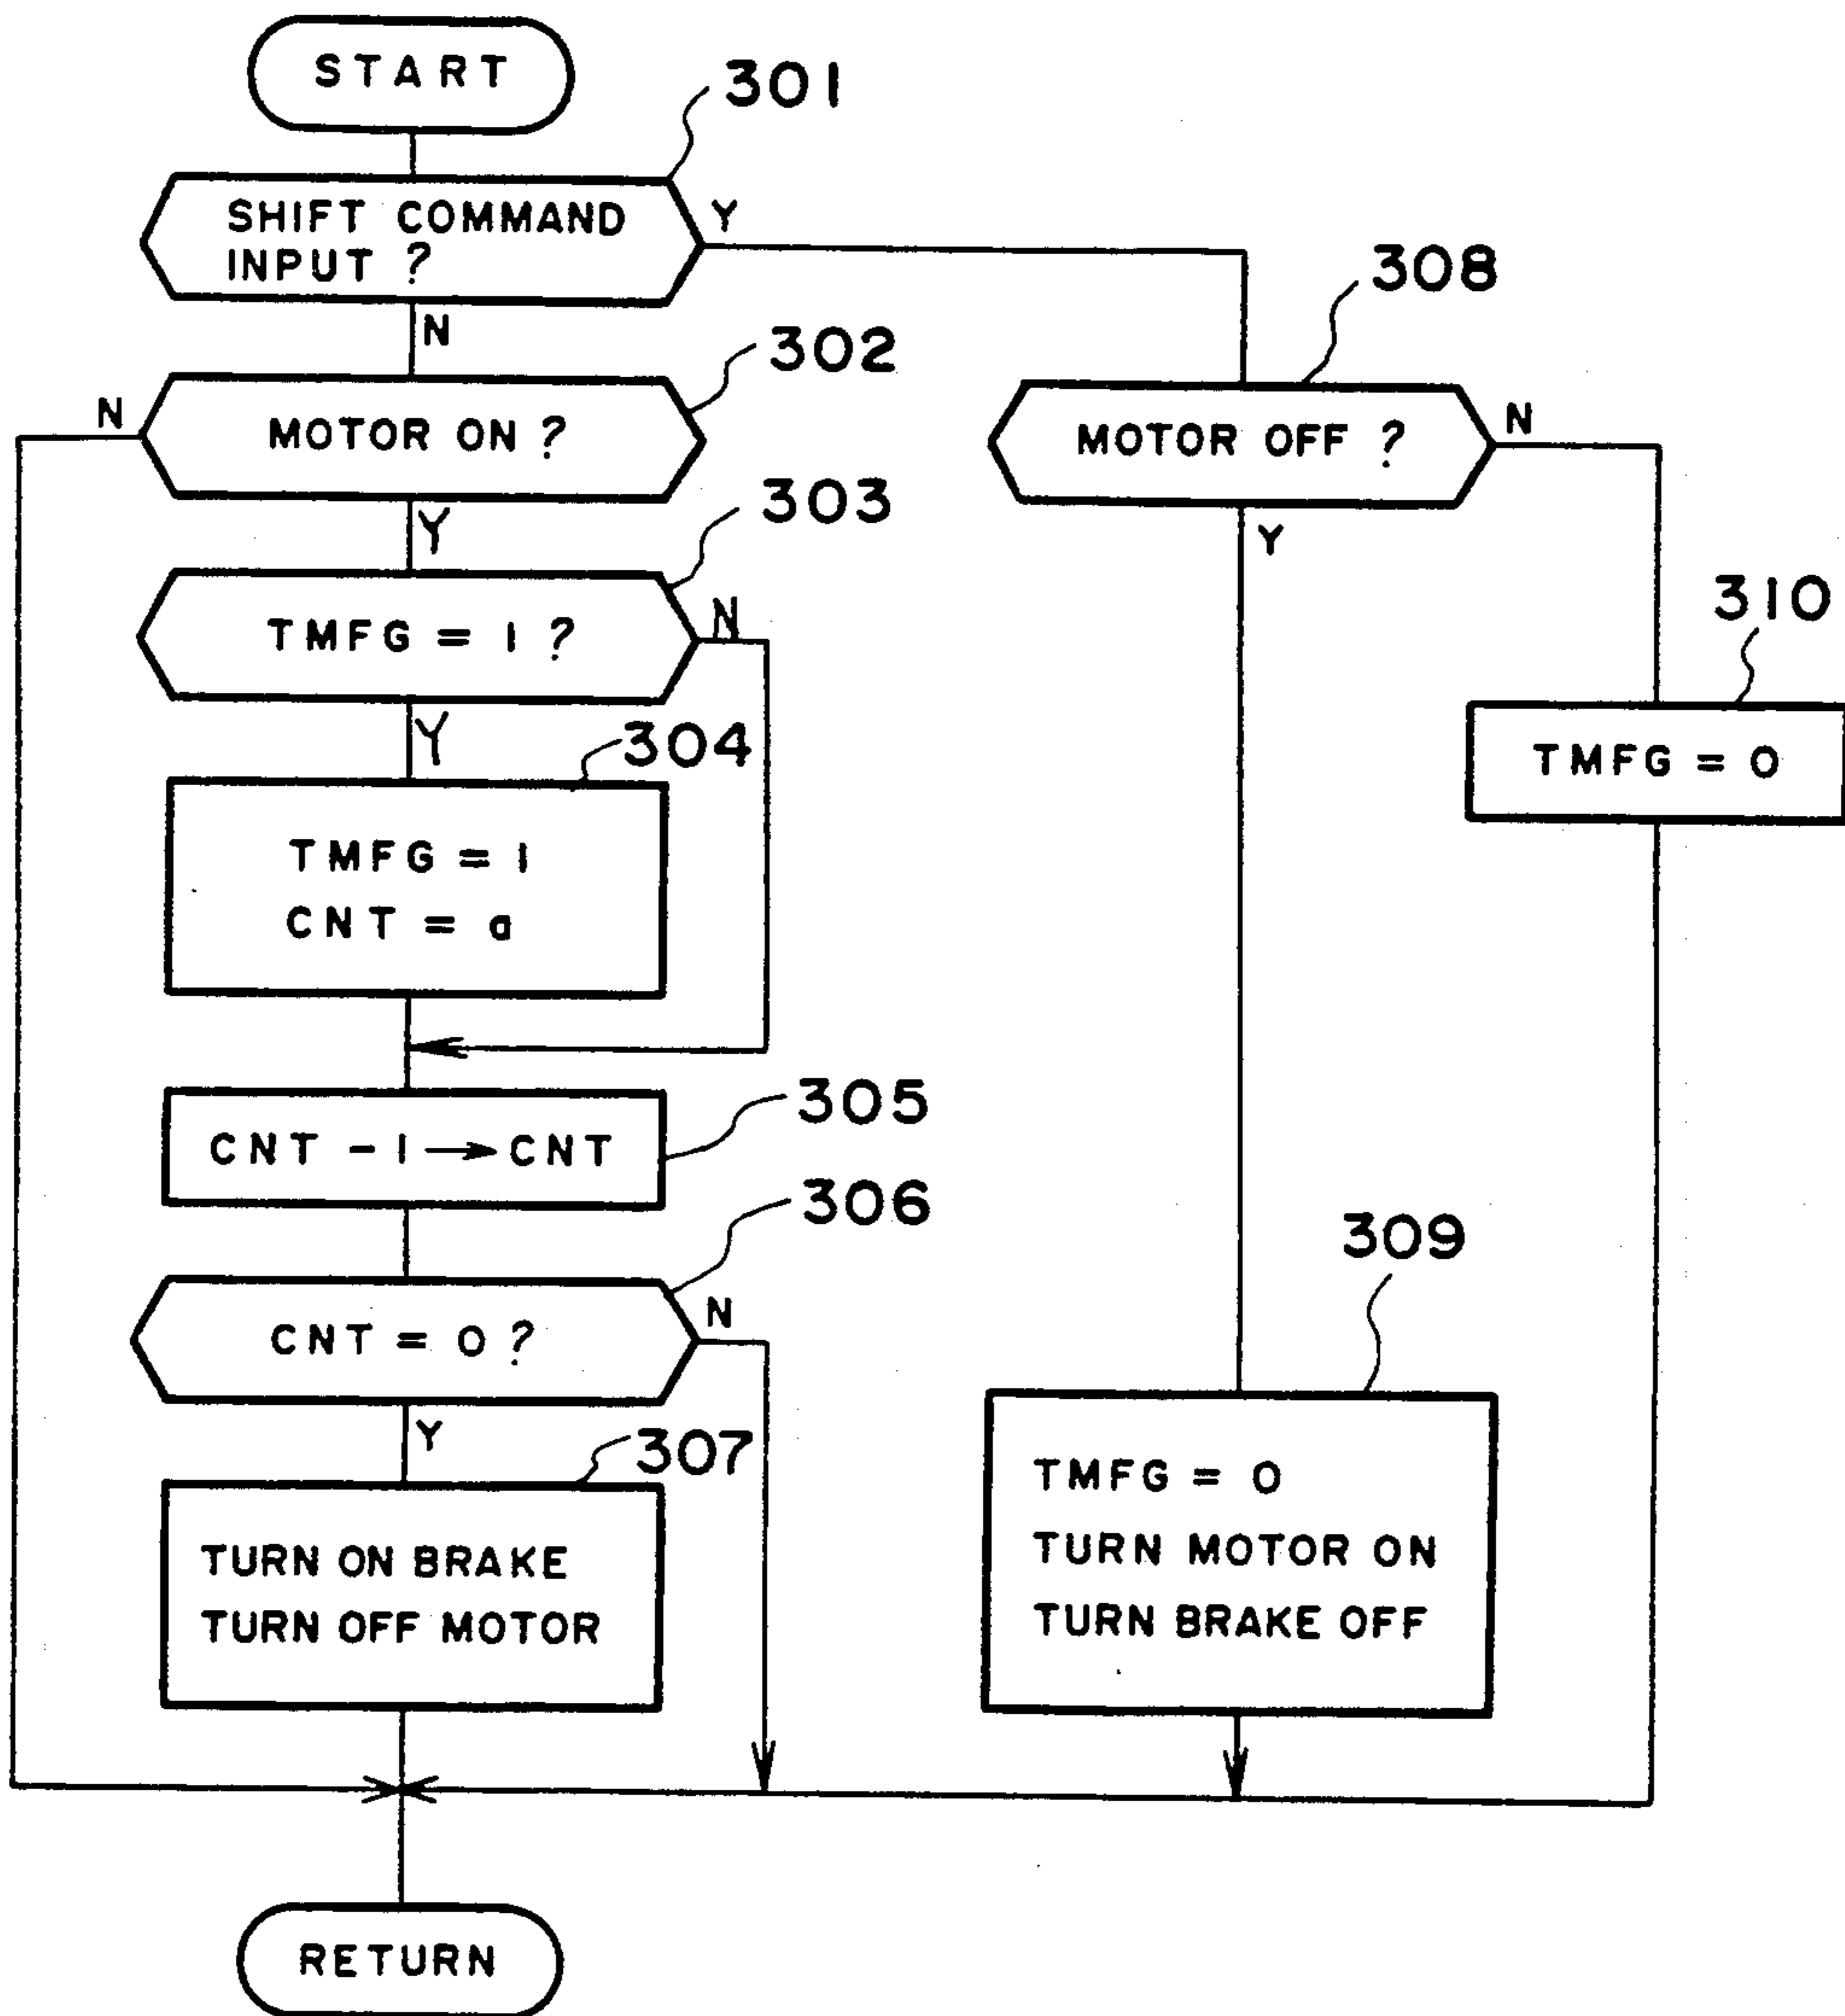 START
301
SHIFT COMMAND
INPUT ?
Y
N
308
302
N
MOTOR ON ?
MOTOR OFF ?
N
Y
303
Y
TMFG = 1 ?
N
310
TMFG = 0
Y
304
TMFG = 1
CNT = a
305
CNT - 1 → CNT
306
309
CNT = 0 ?
N
Y
307
TURN ON BRAKE
TURN OFF MOTOR
TMFG = 0
TURN MOTOR ON
TURN BRAKE OFF
RETURN